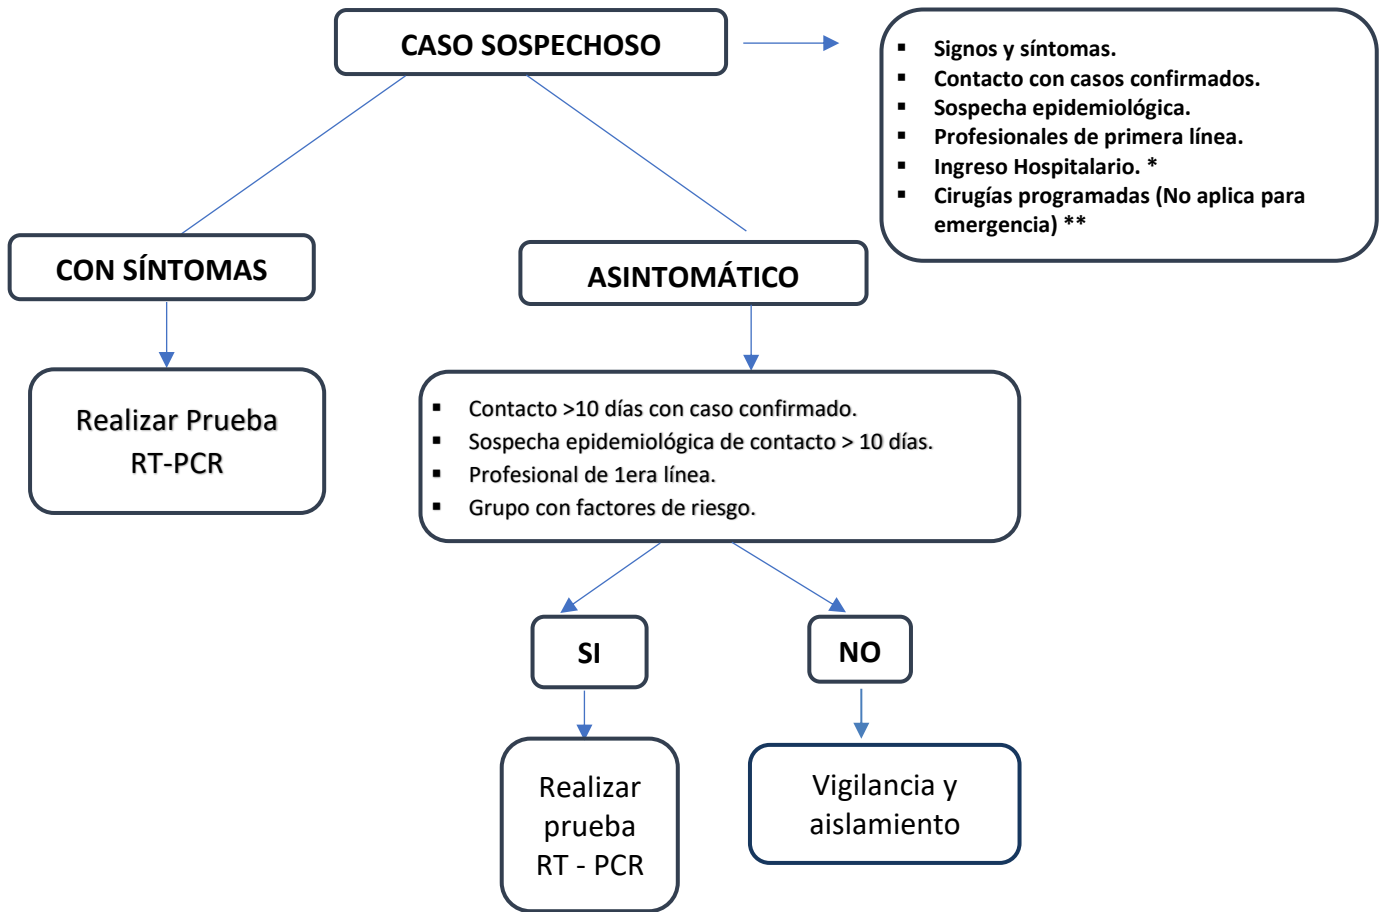 CASO SOSPECHOSO
▪ Signos y síntomas.
▪ Contacto con casos confirmados.
▪ Sospecha epidemiológica.
▪ Profesionales de primera línea.
▪ Ingreso Hospitalario. *
▪ Cirugías programadas (No aplica para
emergencia) **
CON SÍNTOMAS
ASINTOMÁTICO
Realizar Prueba
RT-PCR
▪ Contacto >10 días con caso confirmado.
▪ Sospecha epidemiológica de contacto > 10 días.
▪ Profesional de 1era línea.
▪ Grupo con factores de riesgo.
SI
NO
Realizar
prueba
RT - PCR
Vigilancia y
aislamiento